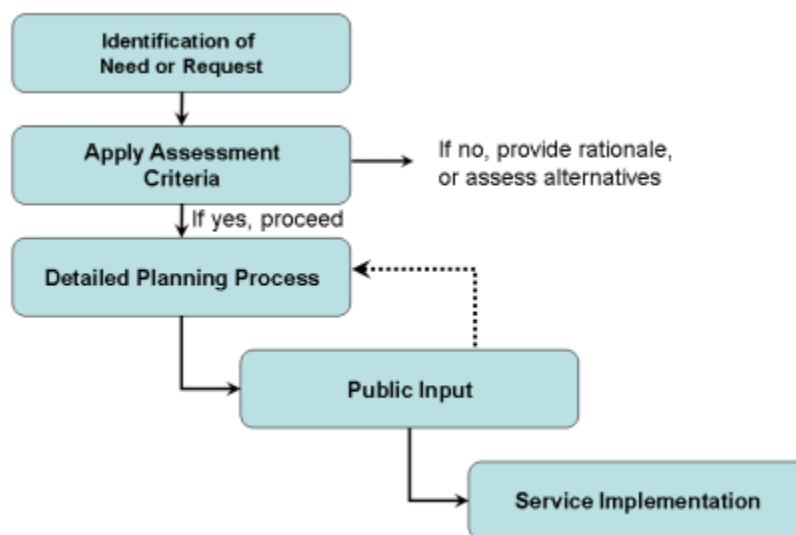 Identification of
Need or Request
Apply Assessment
Criteria
If no, provide rationale,
or assess alternatives
If yes, proceed
Detailed Planning Process
Public Input
Service Implementation